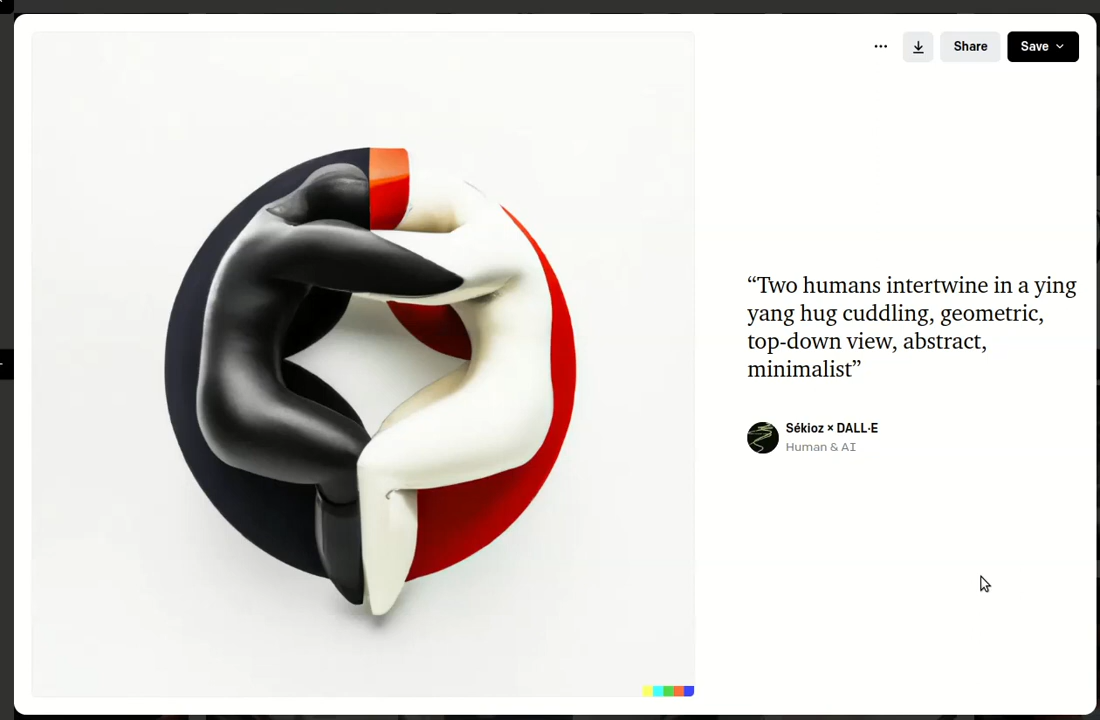 Share
Save
“Two humans intertwine in a ying
yang hug cuddling, geometric,
top-down view, abstract,
minimalist”
Sékioz × DALL·E
Human & AI